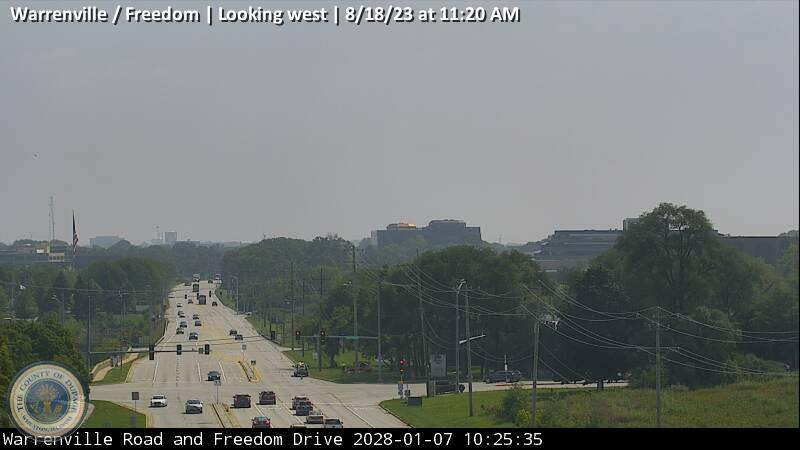 Warrenville / Freedom | Looking west | 8/18/23 at 11:20 AM
THE COUNTY OF DUPAGE
Warrenville Road and Freedom Drive 2028-01-07 10:25:35